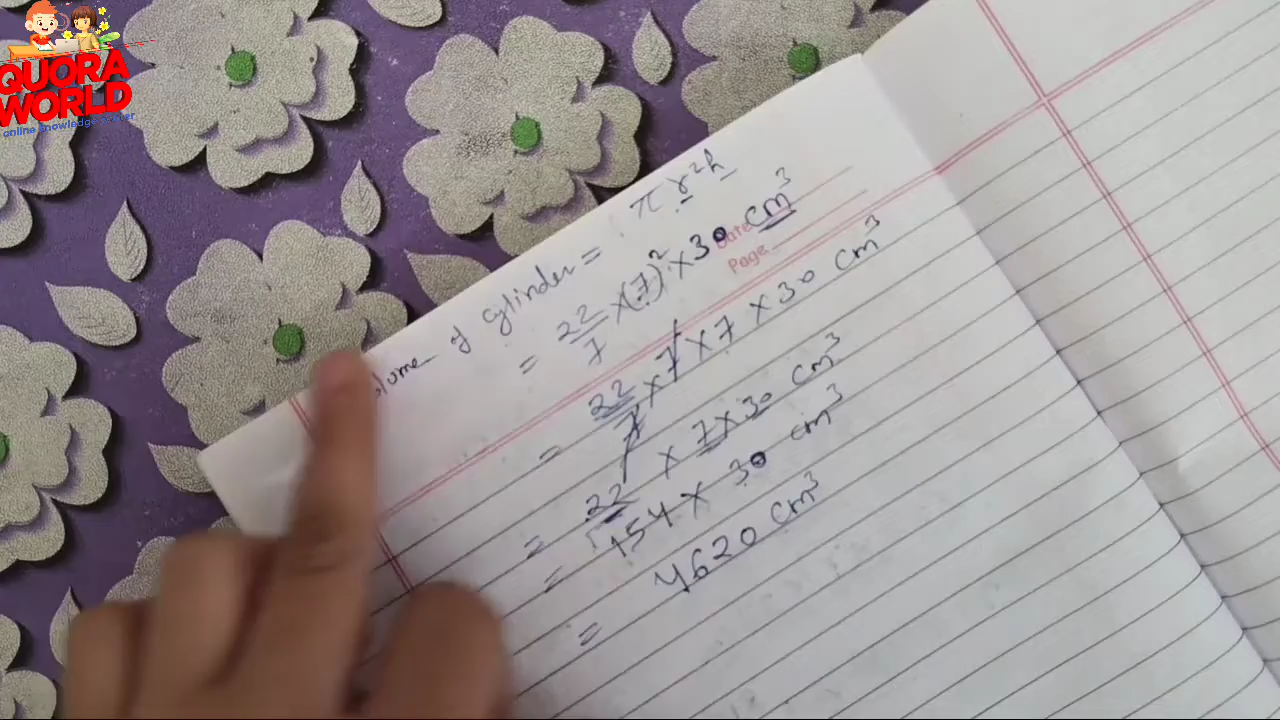 QUORA
WORLD
online knowledge center
of cylinder = πr²h
= 22/7 x (7)² x 30 cm³
Date
Page
= 22/7 x 7 x 7 x 30 cm³
= 22 x 7 x 30 cm³
= 154 x 30 cm³
= 4620 cm³